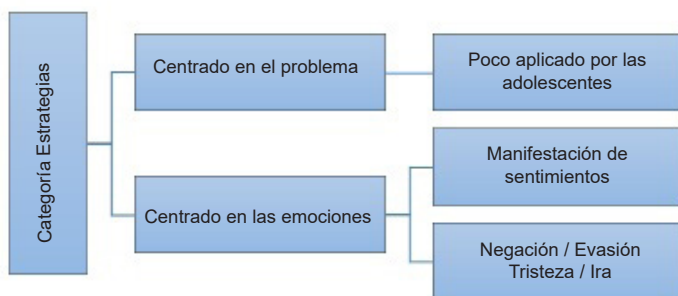 Categoría Estrategias
Centrado en el problema
Poco aplicado por las
adolescentes
Centrado en las emociones
Manifestación de
sentimientos
Negación / Evasión
Tristeza / Ira